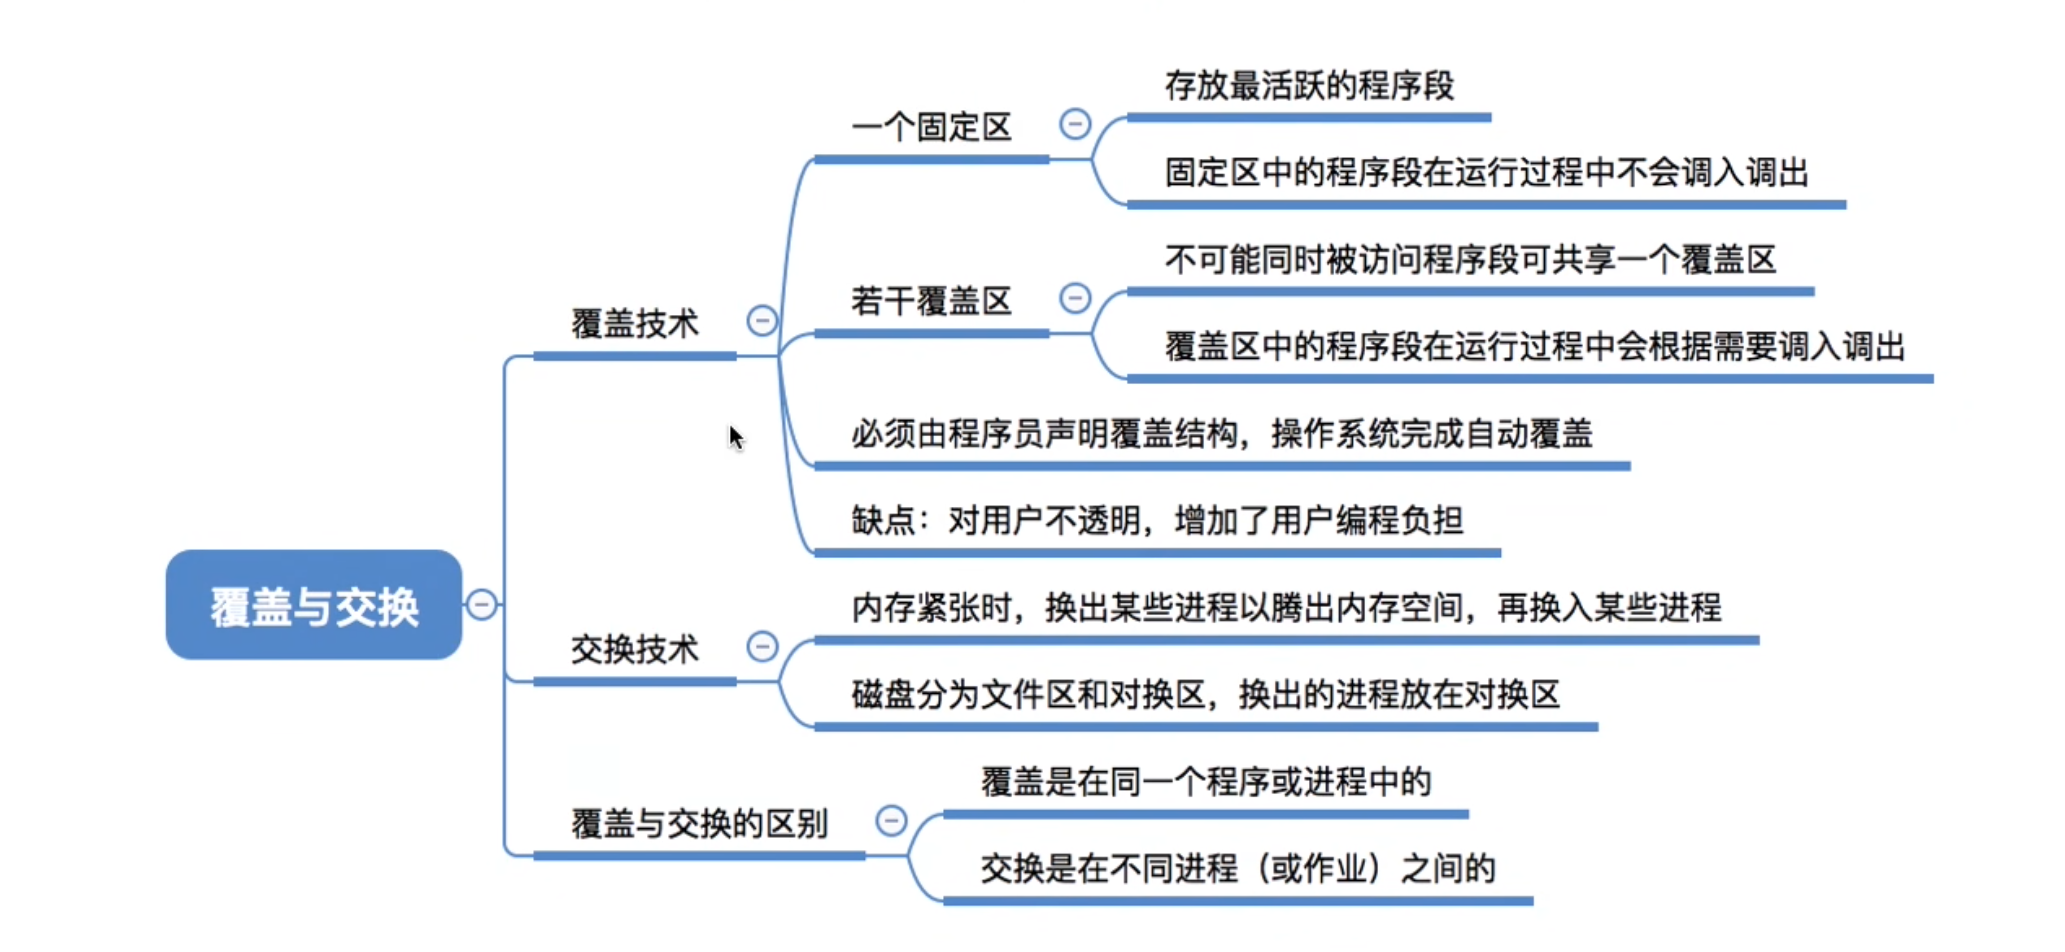 存放最活跃的程序段
一个固定区
固定区中的程序段在运行过程中不会调入调出
不可能同时被访问程序段可共享一个覆盖区
若干覆盖区
覆盖技术
覆盖区中的程序段在运行过程中会根据需要调入调出
必须由程序员声明覆盖结构，操作系统完成自动覆盖
缺点：对用户不透明，增加了用户编程负担
覆盖与交换
内存紧张时，换出某些进程以腾出内存空间，再换入某些进程
交换技术
磁盘分为文件区和对换区，换出的进程放在对换区
覆盖是在同一个程序或进程中的
覆盖与交换的区别
交换是在不同进程（或作业）之间的